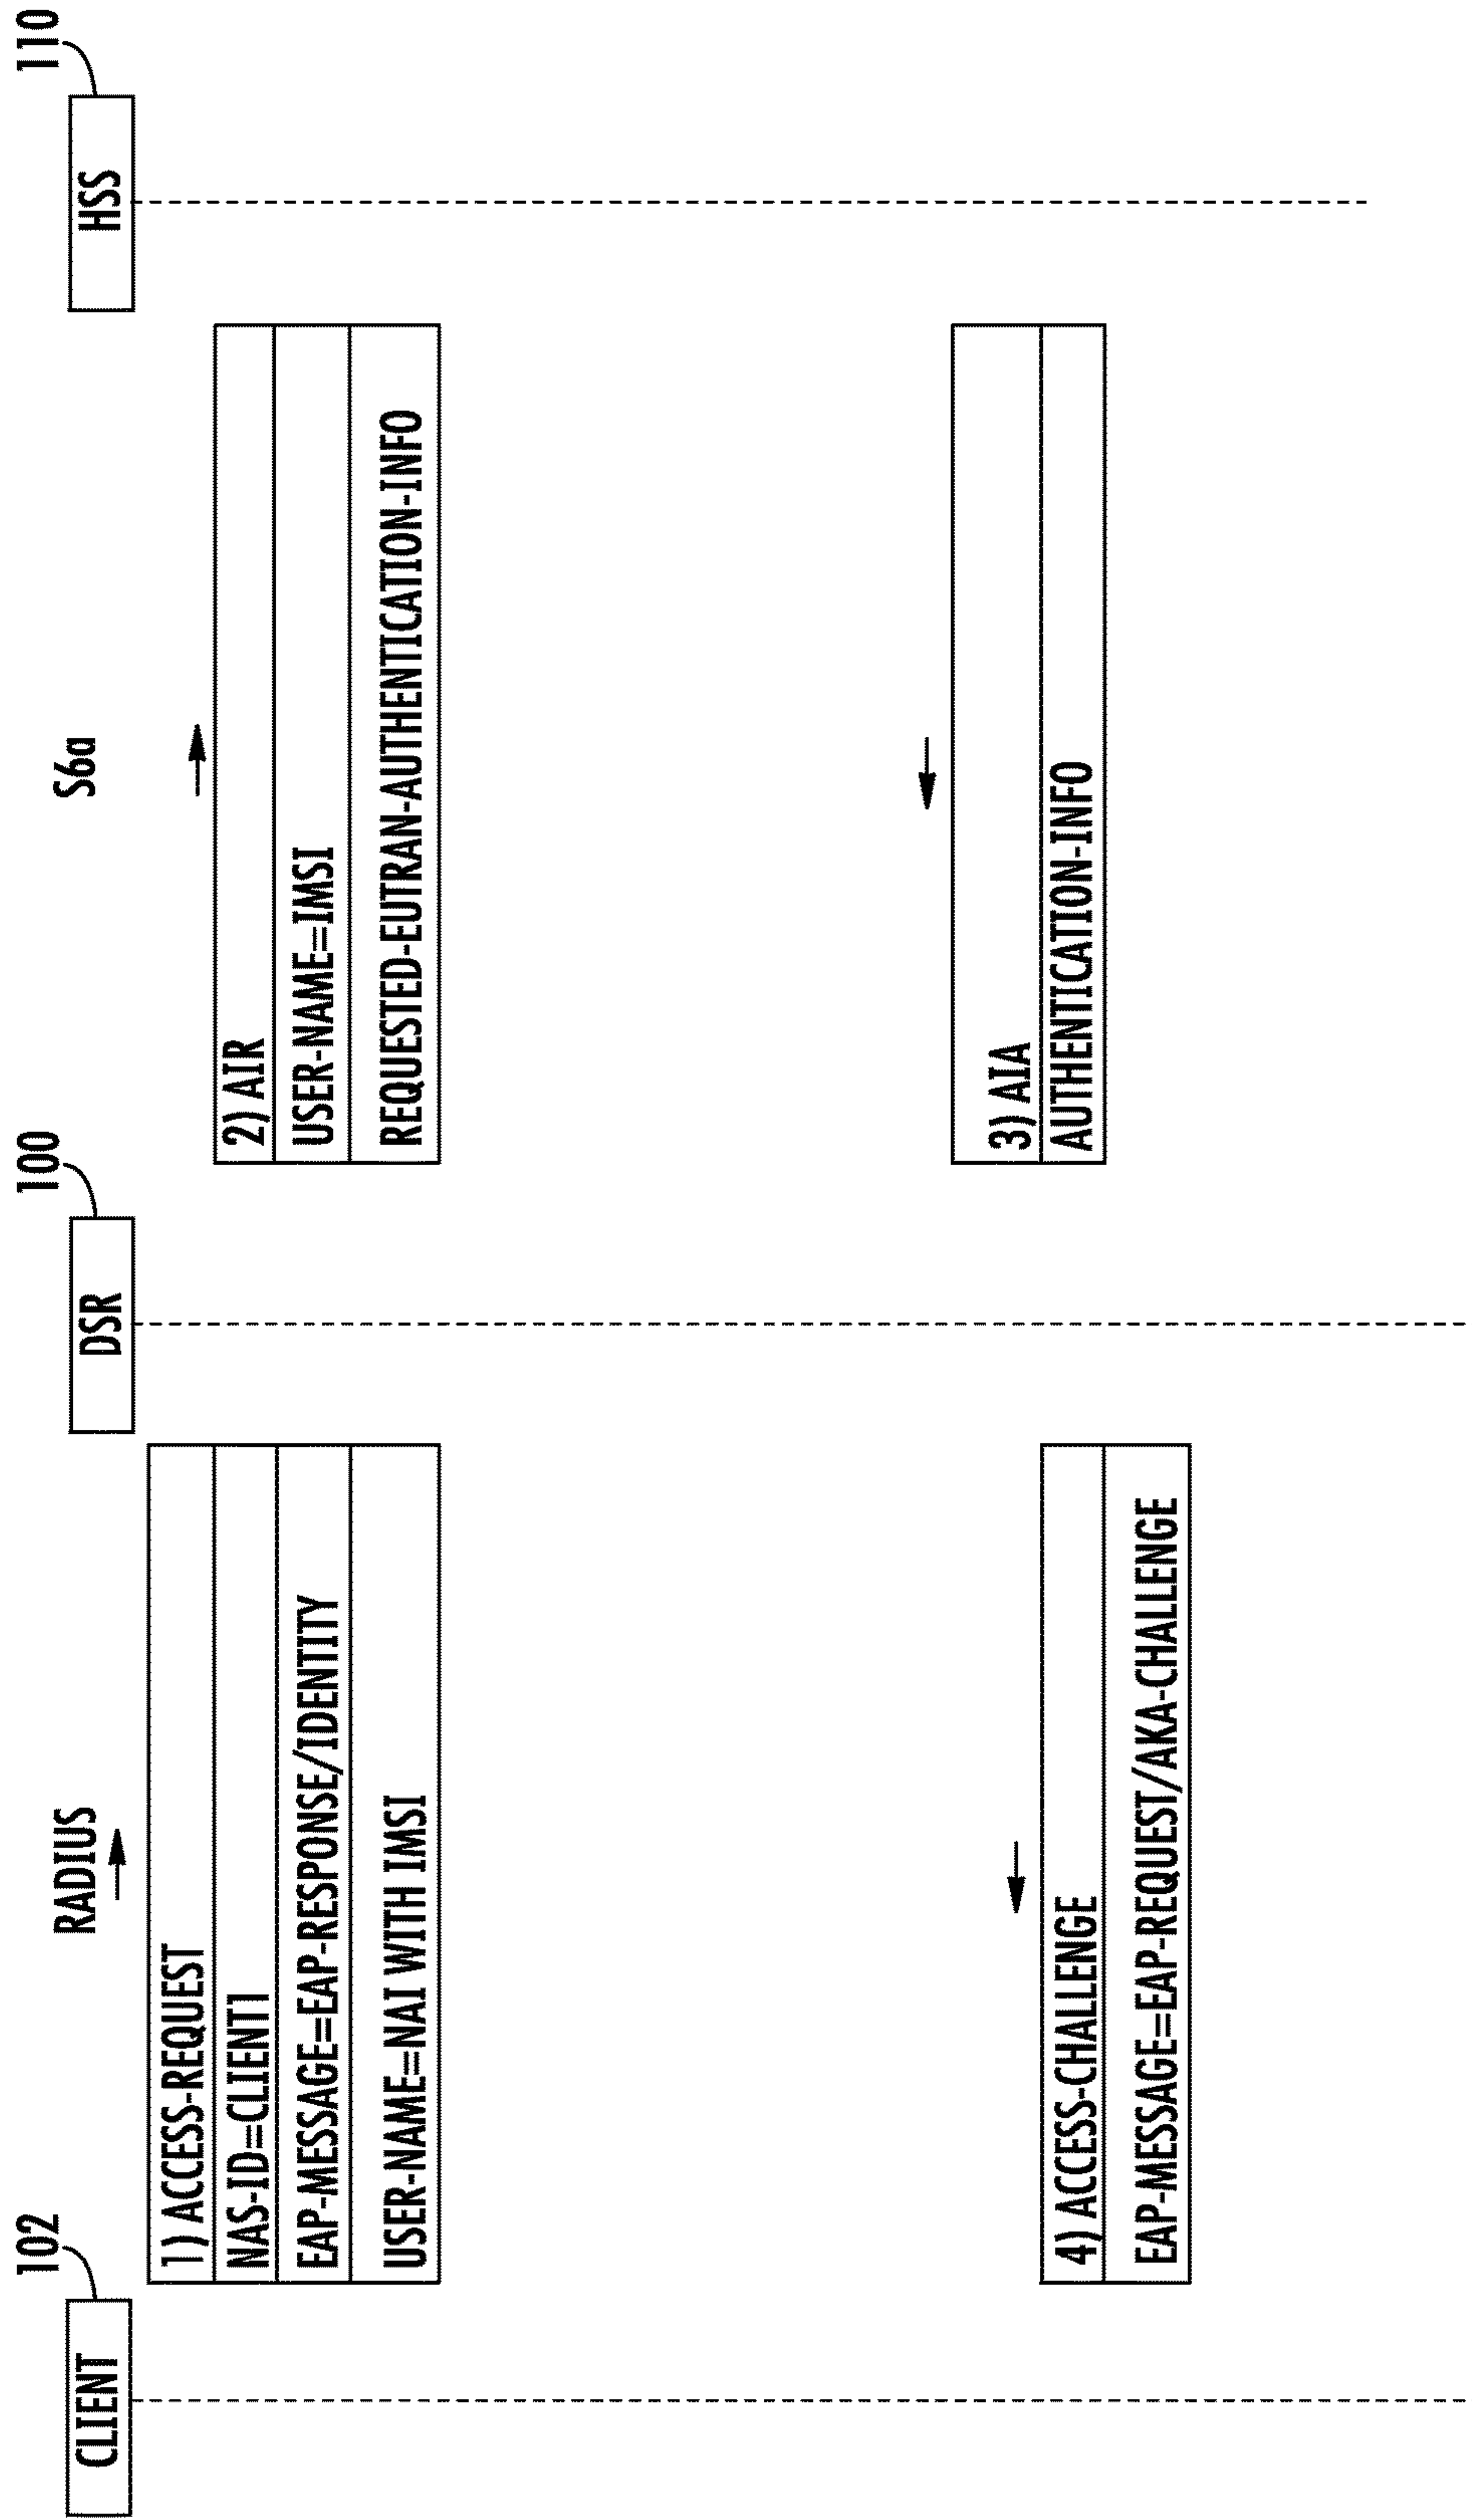 102
100
110
CLIENT
RADIUS
DSR
S6a
HSS
1) ACCESS-REQUEST
NAS-ID=CLIENT1
EAP-MESSAGE=EAP-RESPONSE/IDENTITY
USER-NAME=NAI WITH IMSI
2) AIR
USER-NAME=IMSI
REQUESTED-EUTRAN-AUTHENTICATION-INFO
3) AIA
AUTHENTICATION-INFO
4) ACCESS-CHALLENGE
EAP-MESSAGE=EAP-REQUEST/AKA-CHALLENGE